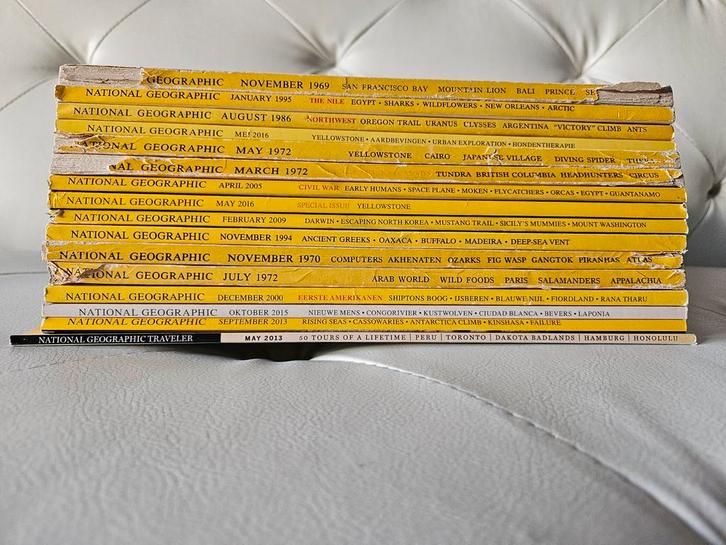 GEOGRAPHIC NOVEMBER 1969 SAN FRANCISCO BAY MOUNTAIN LION BALI PRINCE SE
NATIONAL GEOGRAPHIC JANUARY 1995 THE NILE EGYPT • SHARKS • WILDFLOWERS • NEW ORLEANS • ARCTIC
NATIONAL GEOGRAPHIC AUGUST 1986 NORTHWEST OREGON TRAIL URANUS ULYSSES ARGENTINA "VICTORY" CLIMB ANTS
NATIONAL GEOGRAPHIC MEI 2016 YELLOWSTONE • AARDBEVINGEN • URBAN EXPLORATION • HONDENTHERAPIE
NATIONAL GEOGRAPHIC MAY 1972 YELLOWSTONE CAIRO JAPANESE VILLAGE DIVING SPIDER
NAL GEOGRAPHIC MARCH 1972 TUNDRA BRITISH COLUMBIA HEADHUNTERS CIRCUS
NATIONAL GEOGRAPHIC APRIL 2005 CIVIL WAR EARLY HUMANS • SPACE PLANE • MOKEN • FLYCATCHERS • ORCAS • EGYPT • GUANTANAMO
NATIONAL GEOGRAPHIC MAY 2016 SPECIAL ISSUE YELLOWSTONE
NATIONAL GEOGRAPHIC FEBRUARY 2009 DARWIN • ESCAPING NORTH KOREA • MUSTANG TRAIL • SICILY'S MUMMIES • MOUNT WASHINGTON
NATIONAL GEOGRAPHIC NOVEMBER 1994 ANCIENT GREEKS • OAXACA • BUFFALO • MADEIRA • DEEP-SEA VENT
NATIONAL GEOGRAPHIC NOVEMBER 1970 COMPUTERS AKHENATEN OZARKS FIG WASP GANGTOK PIRANHAS ATLAS
NATIONAL GEOGRAPHIC JULY 1972 ARAB WORLD WILD FOODS PARIS SALAMANDERS APPALACHIA
NATIONAL GEOGRAPHIC DECEMBER 2000 EERSTE AMERIKANEN SHIPTONS BOOG • IJSBEREN • BLAUWE NIJL • FIORDLAND • RANA THARU
NATIONAL GEOGRAPHIC OKTOBER 2015 NIEUWE MENS • CONGORIVIER • KUSTWOLVEN • CIUDAD BLANCA • BEVERS • LAPONIA
NATIONAL GEOGRAPHIC SEPTEMBER 2013 RISING SEAS • CASSOWARIES • ANTARCTICA CLIMB • KINSHASA • FAILURE
NATIONAL GEOGRAPHIC TRAVELER MAY 2013 50 TOURS OF A LIFETIME | PERU | TORONTO | DAKOTA BADLANDS | HAMBURG | HONOLULU